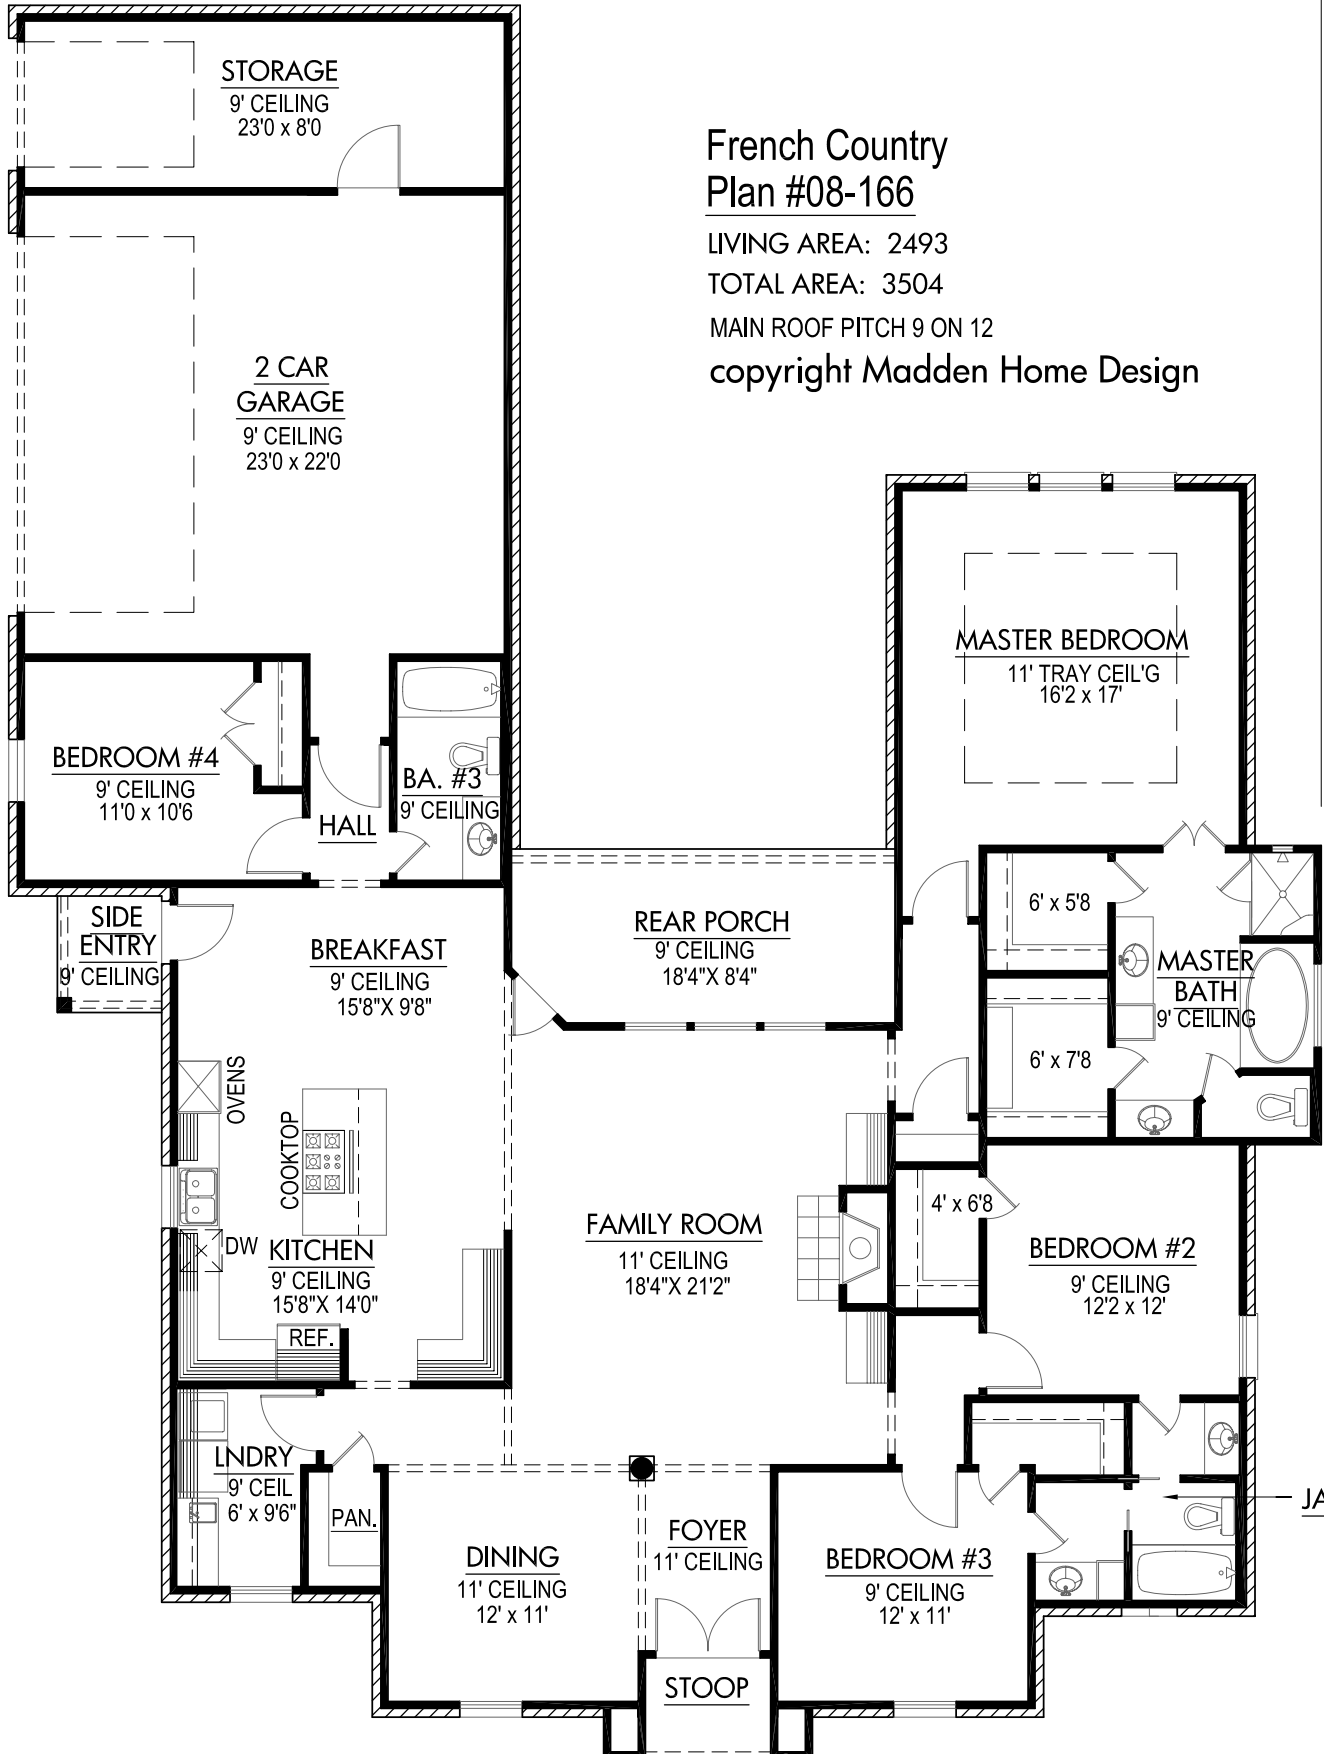 STORAGE
9' CEILING
23'0 x 8'0
French Country
Plan #08-166
LIVING AREA: 2493
TOTAL AREA: 3504
MAIN ROOF PITCH 9 ON 12
copyright Madden Home Design
2 CAR
GARAGE
9' CEILING
23'0 x 22'0
MASTER BEDROOM
11' TRAY CEIL'G
16'2 x 17'
BEDROOM #4
9' CEILING
11'0 x 10'6
BA. #3
9' CEILING
HALL
SIDE
ENTRY
9' CEILING
BREAKFAST
9' CEILING
15'8"X 9'8"
REAR PORCH
9' CEILING
18'4"X 8'4"
6' x 5'8
MASTER
BATH
9' CEILING
6' x 7'8
OVENS
COOKTOP
DW
KITCHEN
9' CEILING
15'8"X 14'0"
REF.
FAMILY ROOM
11' CEILING
18'4"X 21'2"
4' x 6'8
BEDROOM #2
9' CEILING
12'2 x 12'
LNDRY
9' CEIL
6' x 9'6"
PAN.
DINING
11' CEILING
12' x 11'
FOYER
11' CEILING
BEDROOM #3
9' CEILING
12' x 11'
JA
STOOP